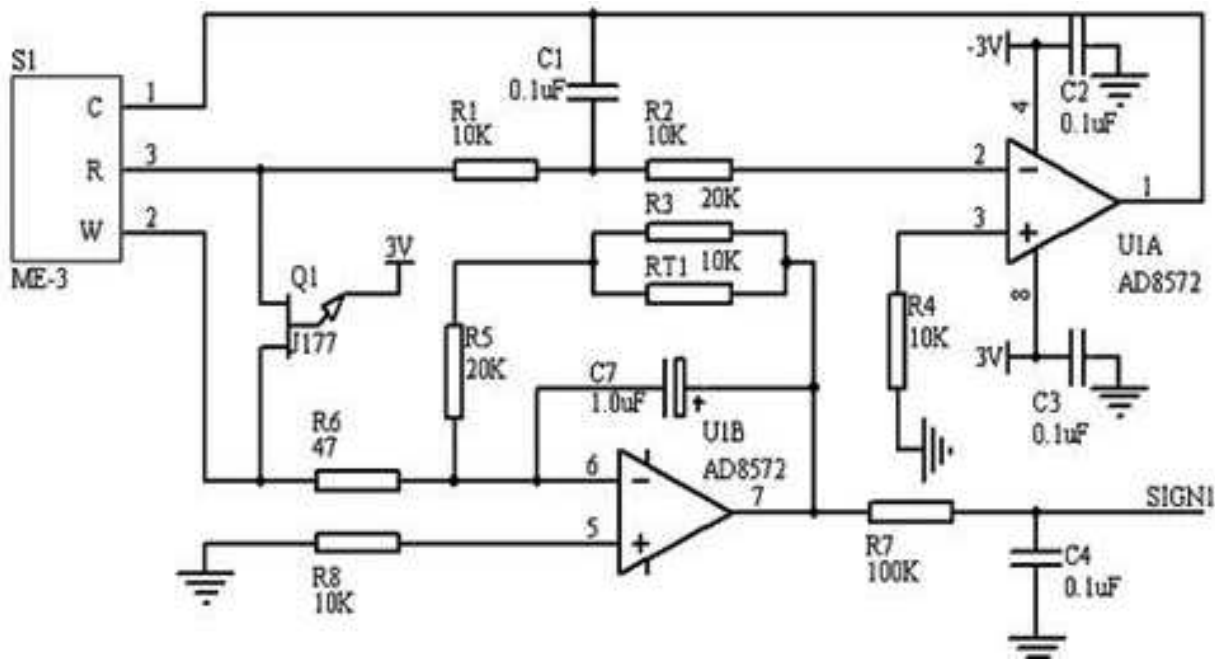 S1
C
1
R
3
W
2
ME-3
C1
0.1uF
R1
10K
R2
10K
-3V
4
C2
0.1uF
2
1
3
U1A
AD8572
8
20K
R3
10K
RT1
3V
Q1
J177
R5
20K
R4
10K
3V
C3
0.1uF
C7
1.0uF
+
U1B
AD8572
R6
47
6
7
5
R8
10K
R7
100K
SIGN1
C4
0.1uF